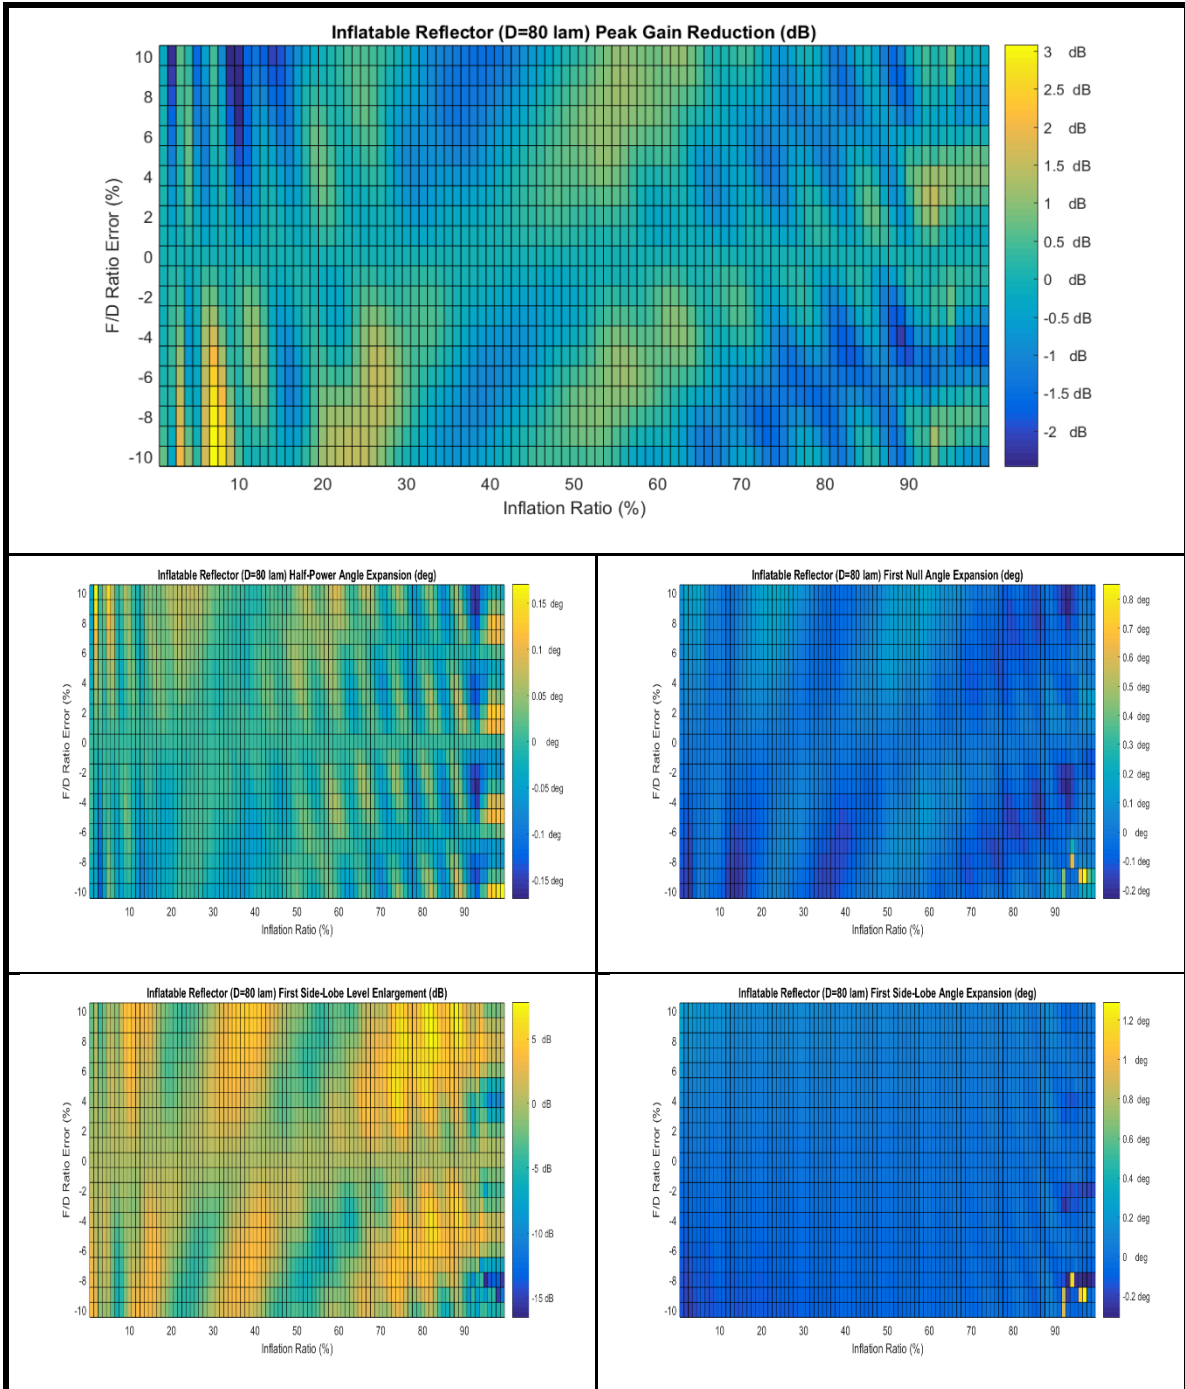 Inflatable Reflector (D=80 lam) Peak Gain Reduction (dB)
F/D Ratio Error (%)
10
8
6
4
2
0
-2
-4
-6
-8
-10
10 20 30 40 50 60 70 80 90
Inflation Ratio (%)
3 dB
2.5 dB
2 dB
1.5 dB
1 dB
0.5 dB
0 dB
-0.5 dB
-1 dB
-1.5 dB
-2 dB
Inflatable Reflector (D=80 lam) Half-Power Angle Expansion (deg)
F/D Ratio Error (%)
10
8
6
4
2
0
-2
-4
-6
-8
-10
10 20 30 40 50 60 70 80 90
Inflation Ratio (%)
0.15 deg
0.1 deg
0.05 deg
0 deg
-0.05 deg
-0.1 deg
-0.15 deg
Inflatable Reflector (D=80 lam) First Null Angle Expansion (deg)
F/D Ratio Error (%)
10
8
6
4
2
0
-2
-4
-6
-8
-10
10 20 30 40 50 60 70 80 90
Inflation Ratio (%)
0.8 deg
0.7 deg
0.6 deg
0.5 deg
0.4 deg
0.3 deg
0.2 deg
0.1 deg
0 deg
-0.1 deg
-0.2 deg
Inflatable Reflector (D=80 lam) First Side-Lobe Level Enlargement (dB)
F/D Ratio Error (%)
10
8
6
4
2
0
-2
-4
-6
-8
-10
10 20 30 40 50 60 70 80 90
Inflation Ratio (%)
5 dB
0 dB
-5 dB
-10 dB
-15 dB
Inflatable Reflector (D=80 lam) First Side-Lobe Angle Expansion (deg)
F/D Ratio Error (%)
10
8
6
4
2
0
-2
-4
-6
-8
-10
10 20 30 40 50 60 70 80 90
Inflation Ratio (%)
1.2 deg
1 deg
0.8 deg
0.6 deg
0.4 deg
0.2 deg
0 deg
-0.2 deg